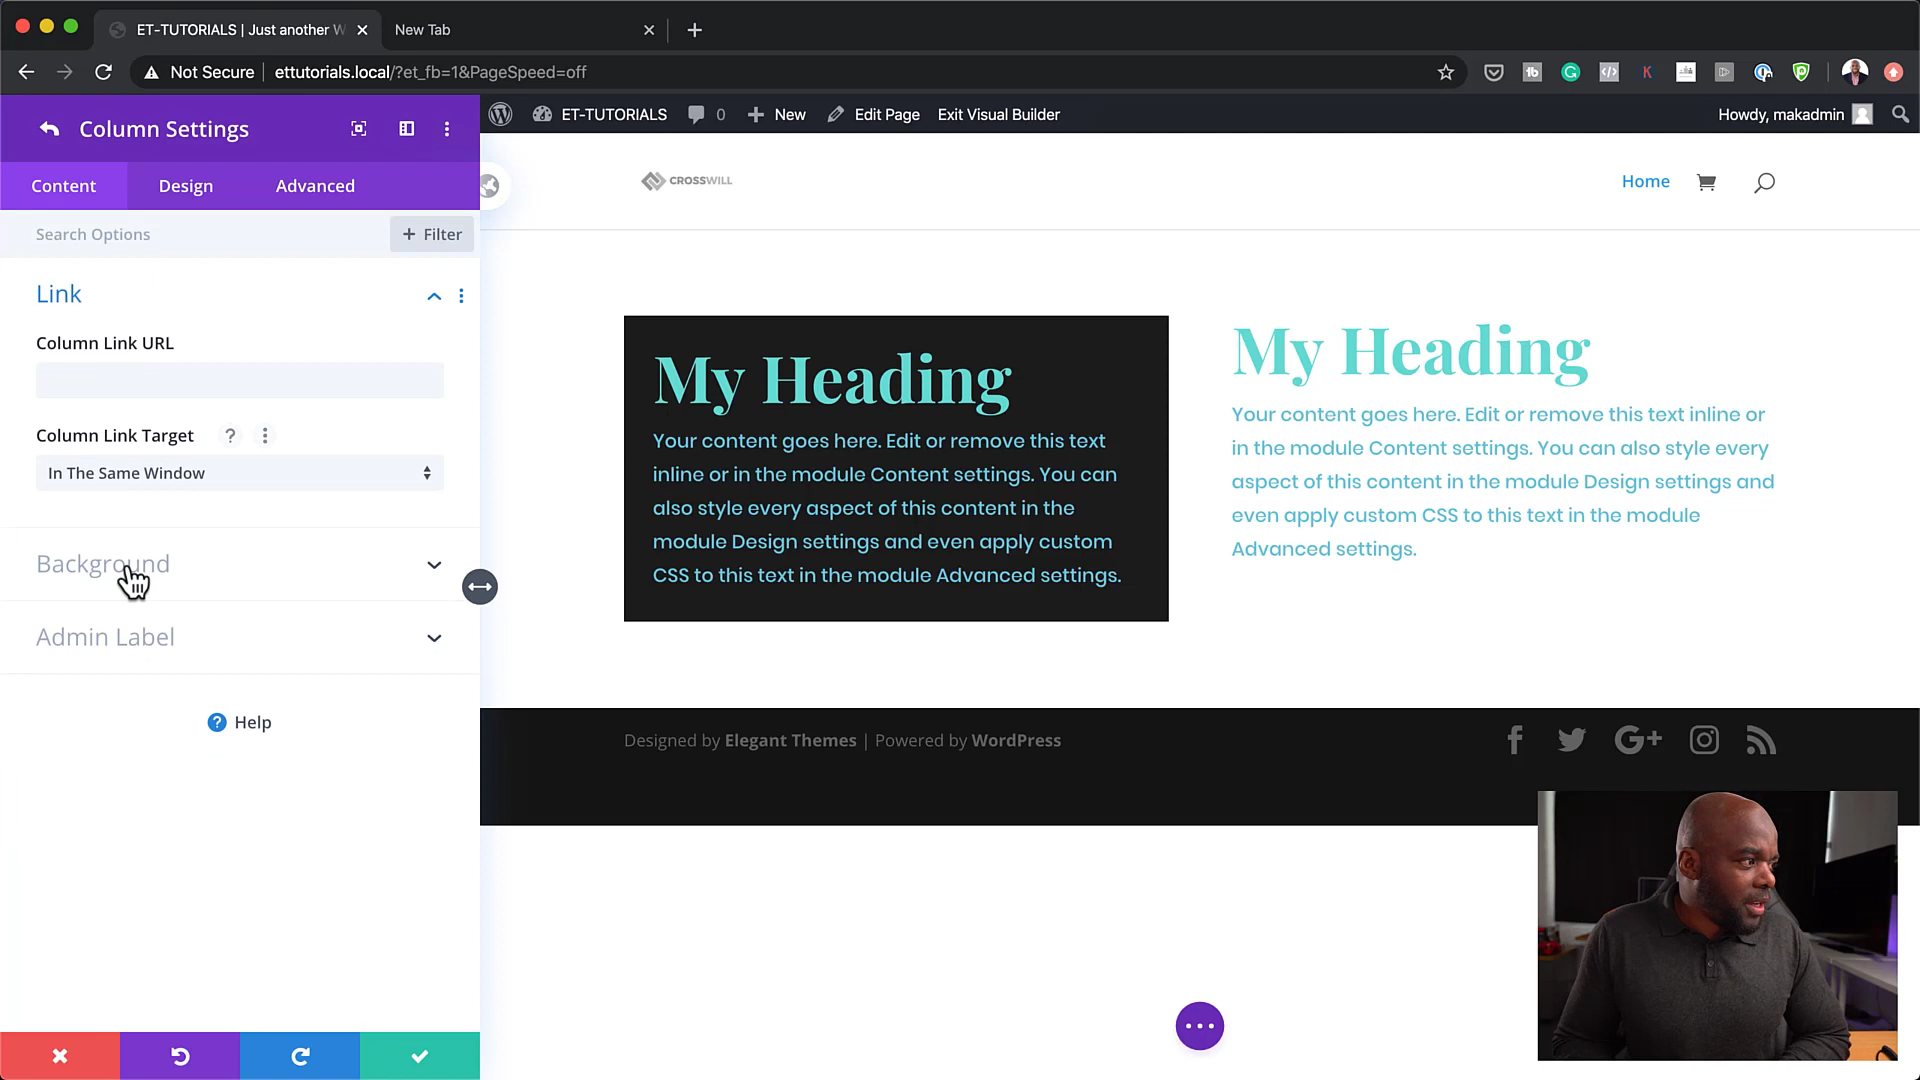 ET-TUTORIALS | Just another W
New Tab
Not Secure
ettutorials.local/?et_fb=1&PageSpeed=off
Column Settings
ET-TUTORIALS
0
New
Edit Page
Exit Visual Builder
Howdy, makadmin
Content
Design
Advanced
CROSSWILL
Home
Search Options
+ Filter
Link
Column Link URL
Column Link Target
?
In The Same Window
Background
Admin Label
? Help
My Heading
Your content goes here. Edit or remove this text
inline or in the module Content settings. You can
also style every aspect of this content in the
module Design settings and even apply custom
CSS to this text in the module Advanced settings.
My Heading
Your content goes here. Edit or remove this text inline or
in the module Content settings. You can also style every
aspect of this content in the module Design settings and
even apply custom CSS to this text in the module
Advanced settings.
Designed by Elegant Themes | Powered by WordPress